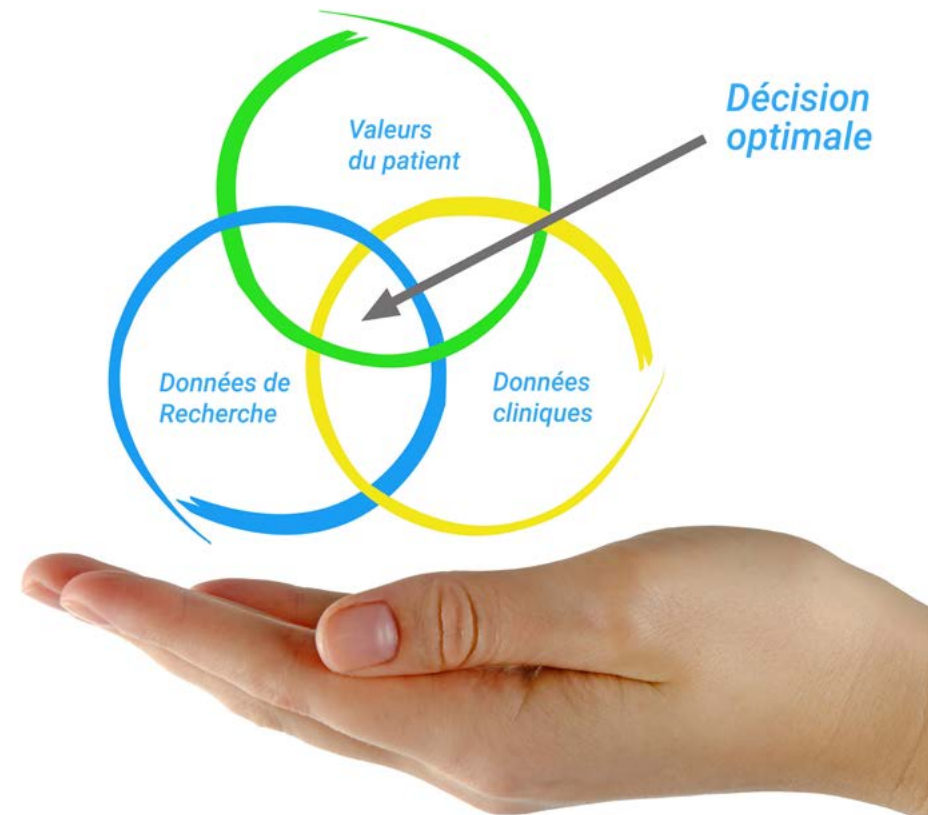 Valeurs
du patient
Décision
optimale
Données de
Recherche
Données
cliniques